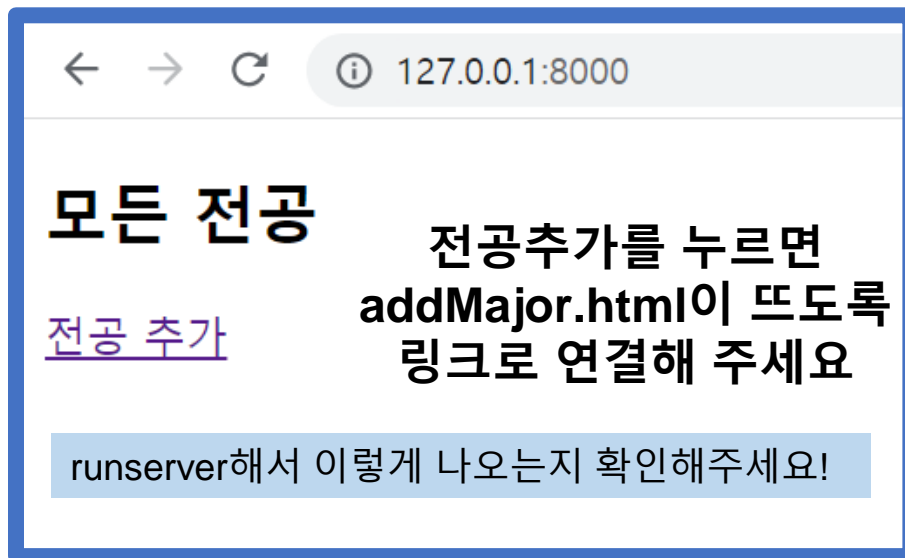 127.0.0.1:8000
모든 전공
전공추가를 누르면
addMajor.html이 뜨도록
링크로 연결해 주세요
전공 추가
runserver해서 이렇게 나오는지 확인해주세요!